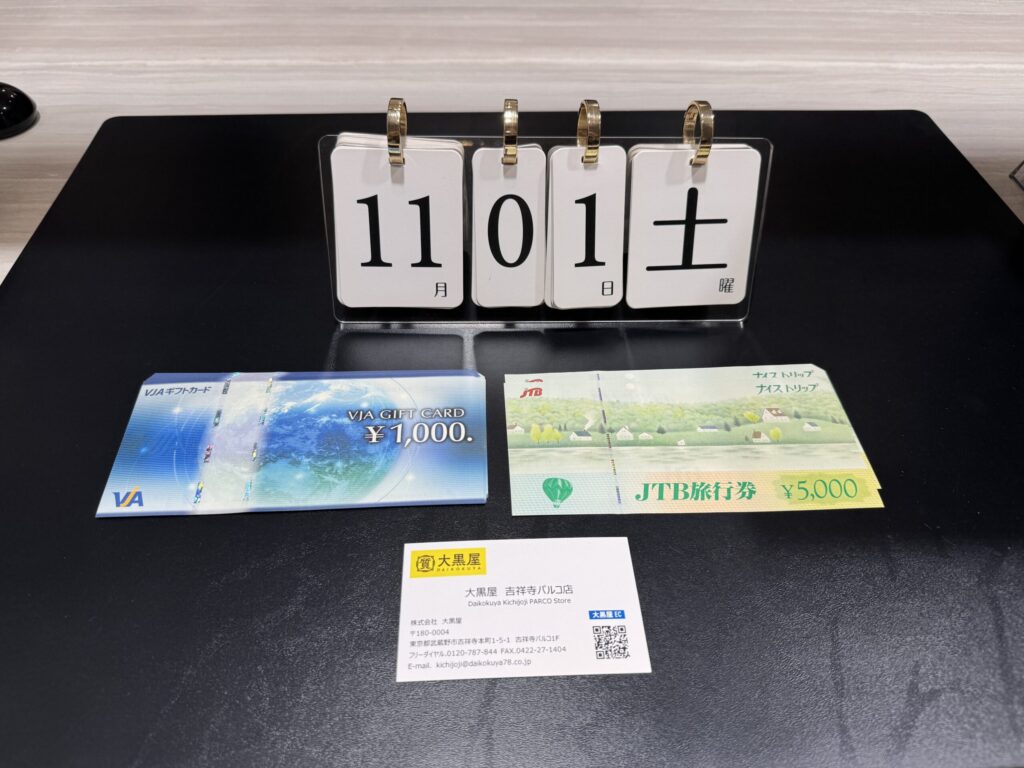 11月
01日
土曜
VJAギフトカード
VJA GIFT CARD
¥1,000.
VJA
ナイストリップ
JTB
ナイストリップ
JTB旅行券 ¥5,000
質 大黒屋
DAIKOKUYA
大黒屋 吉祥寺パルコ店
Daikokuya Kichijoji PARCO Store
大黒屋 EC
株式会社 大黒屋
〒180-0004
東京都武蔵野市吉祥寺本町1-5-1 吉祥寺パルコ1F
フリーダイヤル.0120-787-844 FAX.0422-27-1404
E-mail. kichijoji@daikokuya78.co.jp